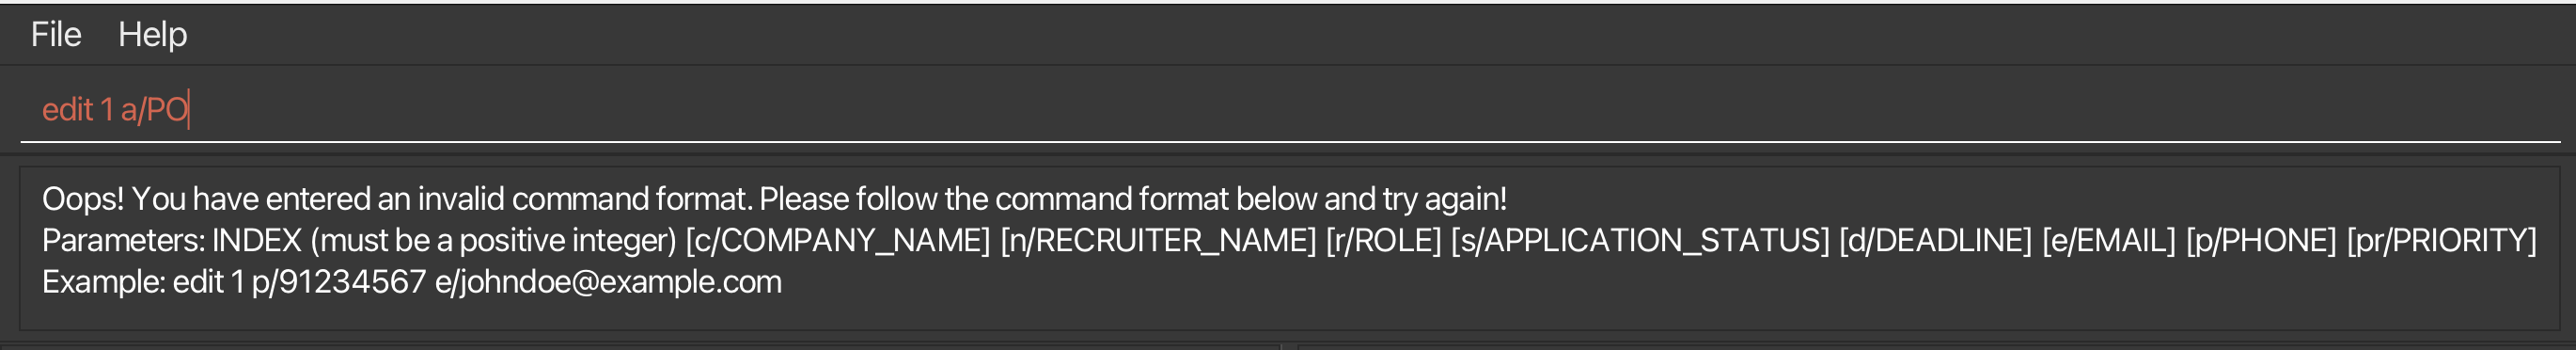 File Help
edit 1 a/PO
Oops! You have entered an invalid command format. Please follow the command format below and try again!
Parameters: INDEX (must be a positive integer) [c/COMPANY_NAME] [n/RECRUITER_NAME] [r/ROLE] [s/APPLICATION_STATUS] [d/DEADLINE] [e/EMAIL] [p/PHONE] [pr/PRIORITY]
Example: edit 1 p/91234567 e/johndoe@example.com